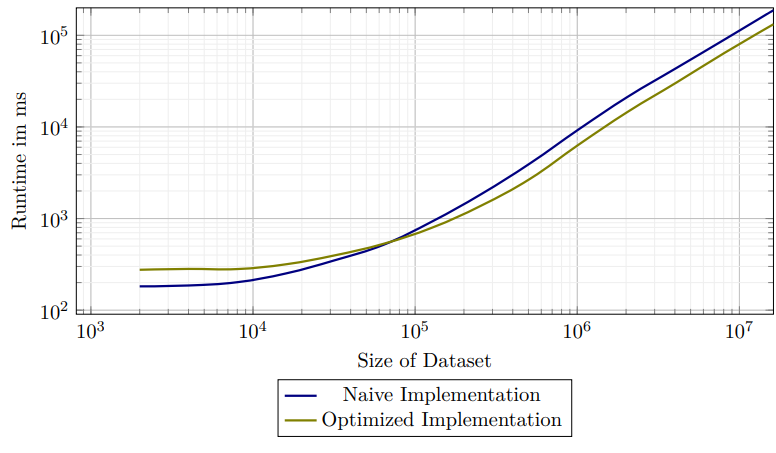 10^5
10^4
10^3
10^2
Runtime im ms
10^3 10^4 10^5 10^6 10^7
Size of Dataset
Naive Implementation
Optimized Implementation